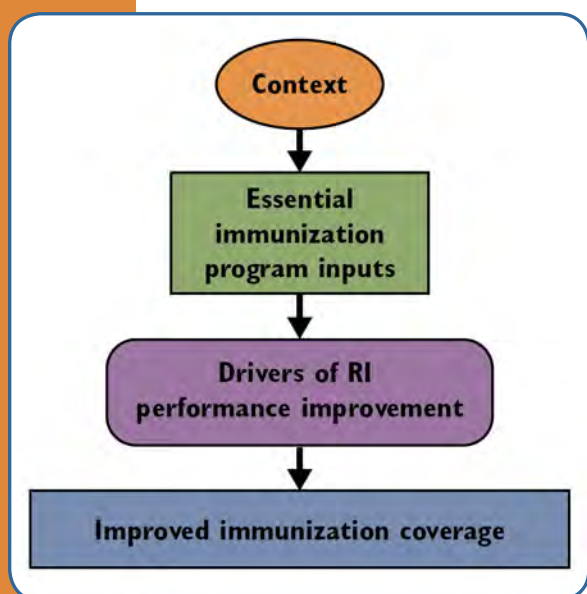 Context
Essential
immunization
program inputs
Drivers of RI
performance improvement
Improved immunization coverage